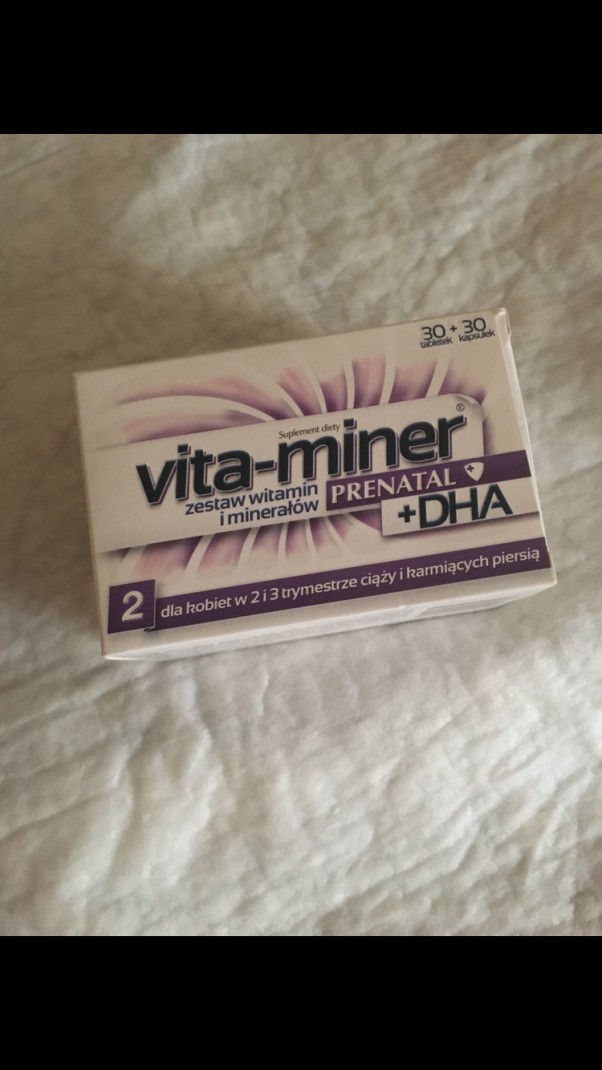 30 + 30
tabletek kapsułek
Suplement diety
vita-miner®
zestaw witamin
i minerałów
PRENATAL
+DHA
2 dla kobiet w 2 i 3 trymestrze ciąży i karmiących piersią